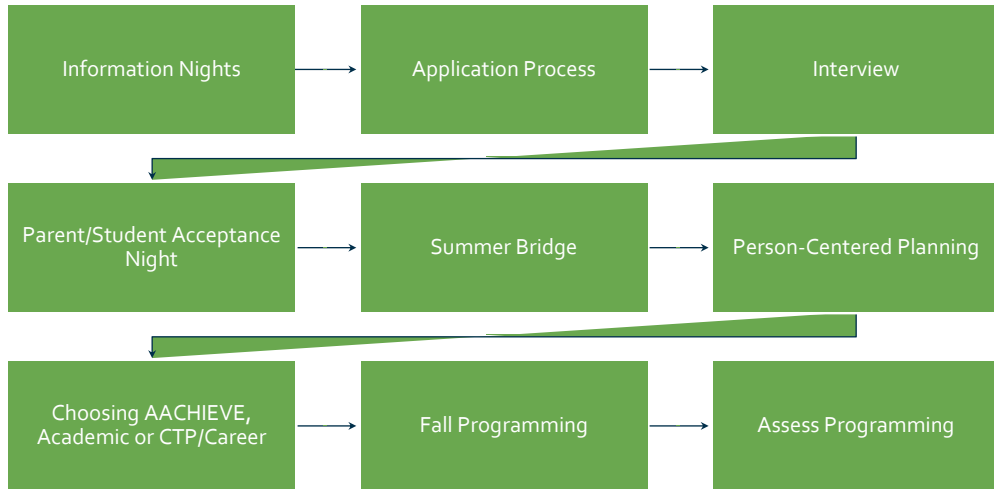 Information Nights
Application Process
Interview
Parent/Student Acceptance
Night
Summer Bridge
Person-Centered Planning
Choosing AACHIEVE,
Academic or CTP/Career
Fall Programming
Assess Programming